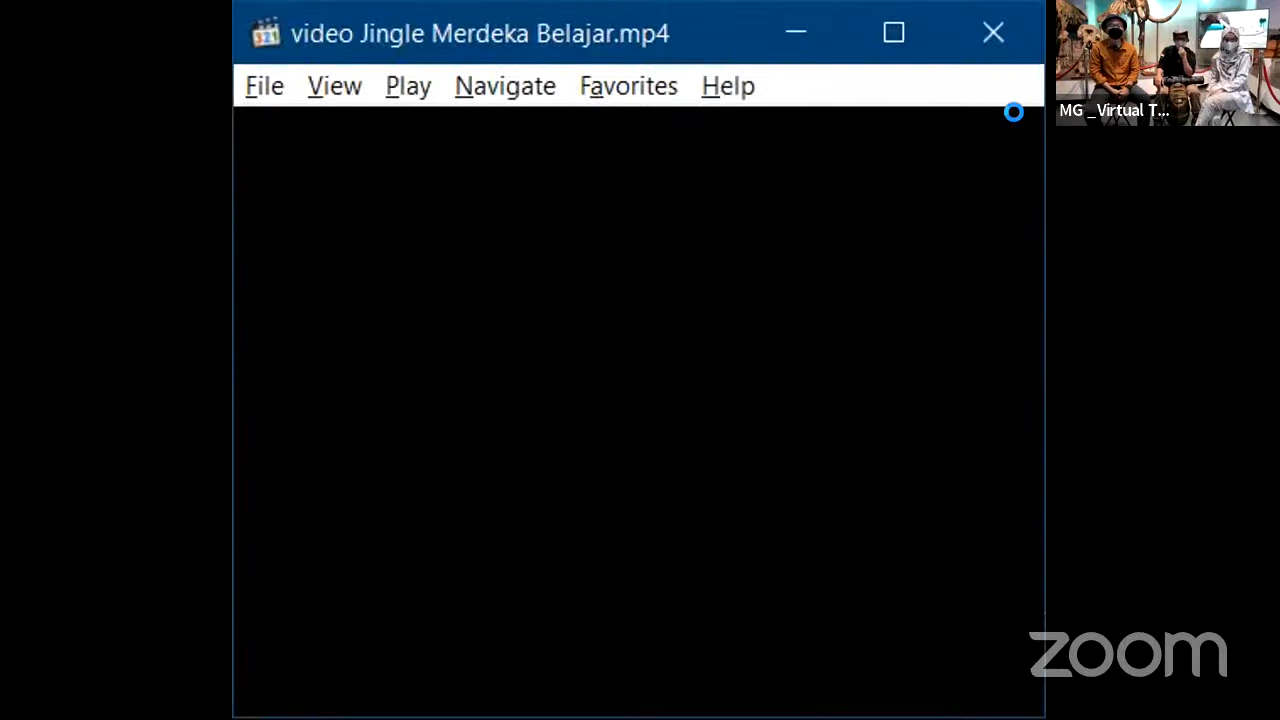 video Jingle Merdeka Belajar.mp4
File View Play Navigate Favorites Help
MG _Virtual T...
zoom